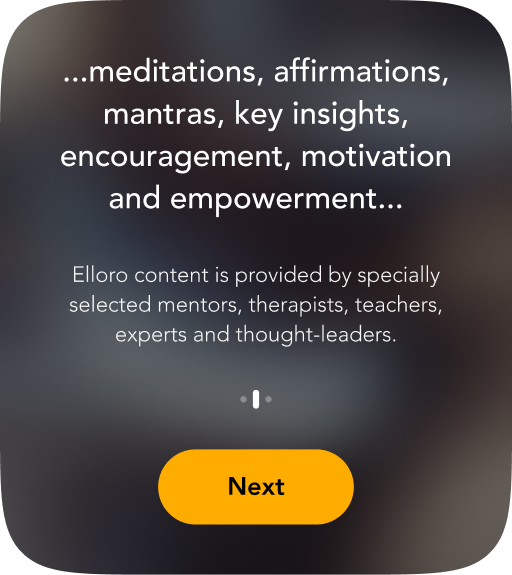 ...meditations, affirmations,
mantras, key insights,
encouragement, motivation
and empowerment...
Elloro content is provided by specially
selected mentors, therapists, teachers,
experts and thought-leaders.
Next